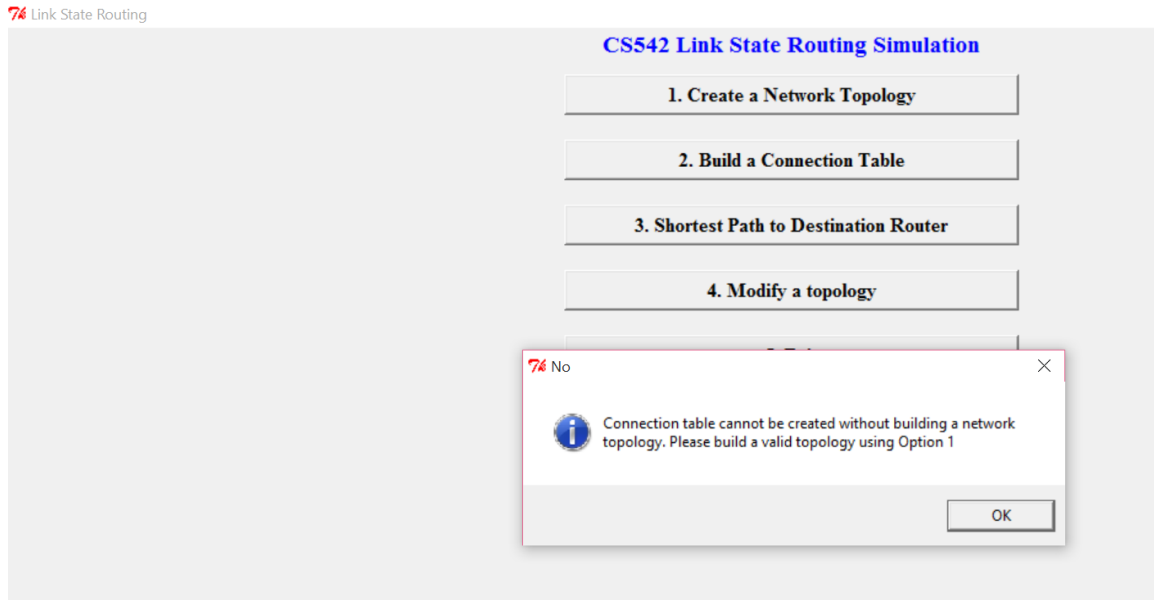 Link State Routing
CS542 Link State Routing Simulation
1. Create a Network Topology
2. Build a Connection Table
3. Shortest Path to Destination Router
4. Modify a topology
No
Connection table cannot be created without building a network
topology. Please build a valid topology using Option 1
OK